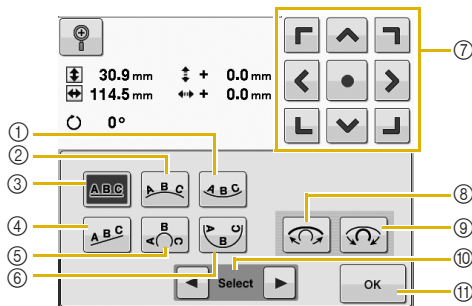 30.9 mm + 0.0 mm
114.5 mm + 0.0 mm
0°
⑦
①
②
③
ABC ABC ABC
⑧
④
ABC ABC ABC
⑨
⑤
⑩
⑥
Select OK
⑪